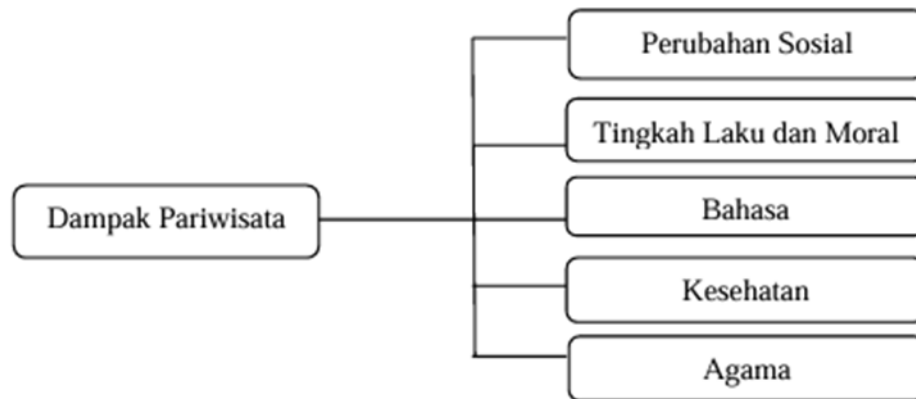 Dampak Pariwisata
Perubahan Sosial
Tingkah Laku dan Moral
Bahasa
Kesehatan
Agama